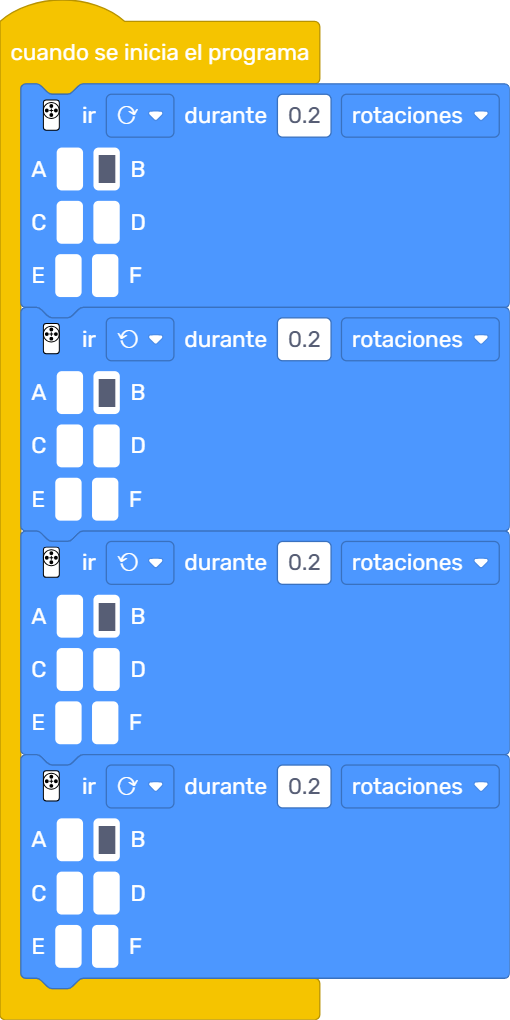 cuando se inicia el programa
ir durante 0.2 rotaciones
A B
C D
E F
ir durante 0.2 rotaciones
A B
C D
E F
ir durante 0.2 rotaciones
A B
C D
E F
ir durante 0.2 rotaciones
A B
C D
E F